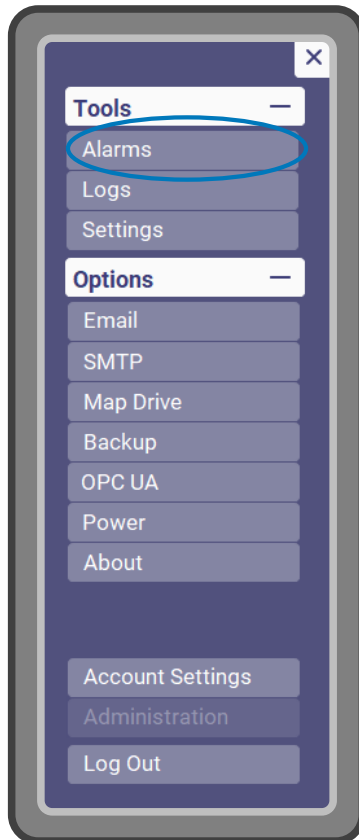 Tools
Alarms
Logs
Settings
Options
Email
SMTP
Map Drive
Backup
OPC UA
Power
About
Account Settings
Administration
Log Out